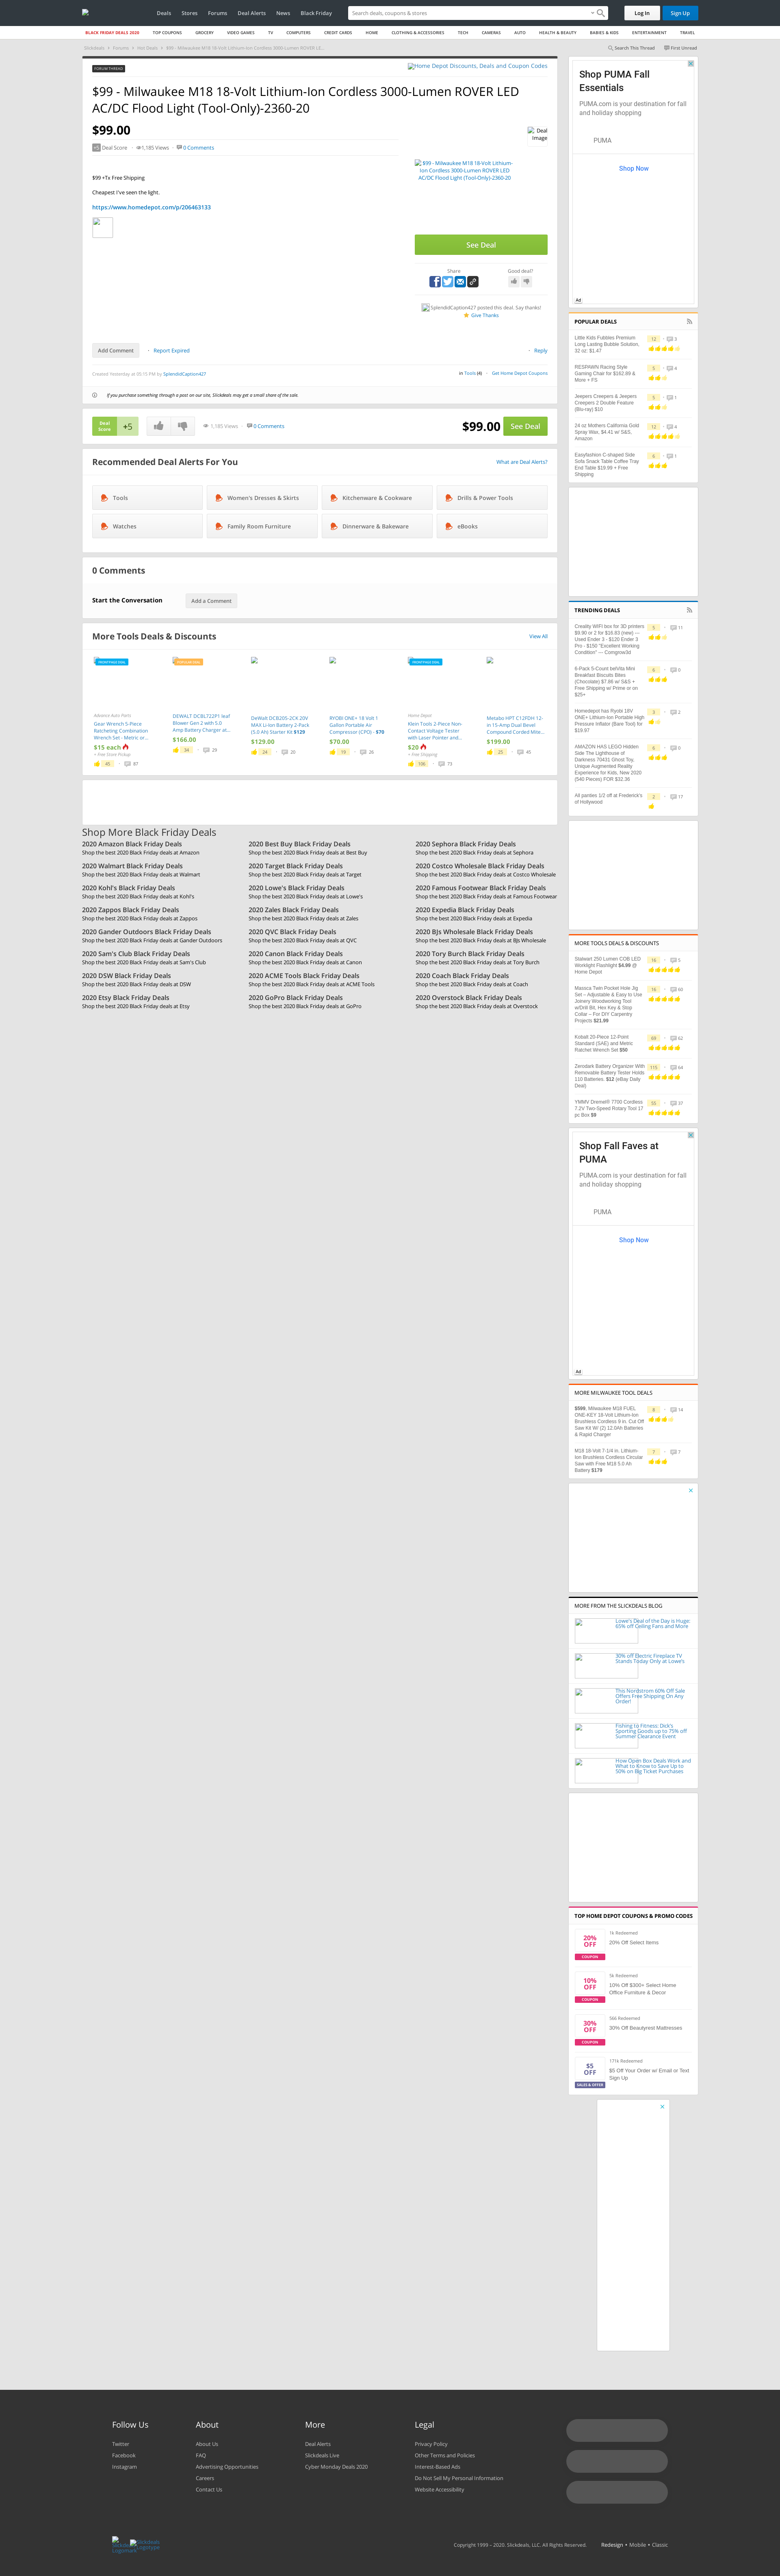 Deals Stores Forums Deal Alerts News Black Friday
Search deals, coupons & stores
Log In
Sign Up
BLACK FRIDAY DEALS 2020 TOP COUPONS GROCERY VIDEO GAMES TV COMPUTERS CREDIT CARDS HOME CLOTHING & ACCESSORIES TECH CAMERAS AUTO HEALTH & BEAUTY BABIES & KIDS ENTERTAINMENT TRAVEL
Slickdeals > Forums > Hot Deals > $99 - Milwaukee M18 18-Volt Lithium-Ion Cordless 3000-Lumen ROVER LE...
Search This Thread
First Unread
FORUM THREAD
Home Depot Discounts, Deals and Coupon Codes
$99 - Milwaukee M18 18-Volt Lithium-Ion Cordless 3000-Lumen ROVER LED
AC/DC Flood Light (Tool-Only)-2360-20
$99.00
+5 Deal Score
1,185 Views
0 Comments
Deal
Image
$99 +Tx Free Shipping
Cheapest I've seen the light.
https://www.homedepot.com/p/206463133
$99 - Milwaukee M18 18-Volt Lithium-
Ion Cordless 3000-Lumen ROVER LED
AC/DC Flood Light (Tool-Only)-2360-20
See Deal
Share
Good deal?
SplendidCaption427 posted this deal. Say thanks!
Give Thanks
Add Comment
Report Expired
Reply
Created Yesterday at 05:15 PM by SplendidCaption427
in Tools (4)
Get Home Depot Coupons
If you purchase something through a post on our site, Slickdeals may get a small share of the sale.
Deal
Score
+5
1,185 Views
0 Comments
$99.00
See Deal
Recommended Deal Alerts For You
What are Deal Alerts?
Tools
Women's Dresses & Skirts
Kitchenware & Cookware
Drills & Power Tools
Watches
Family Room Furniture
Dinnerware & Bakeware
eBooks
0 Comments
Start the Conversation
Add a Comment
More Tools Deals & Discounts
View All
FRONTPAGE DEAL
Advance Auto Parts
Gear Wrench 5-Piece
Ratcheting Combination
Wrench Set - Metric or...
$15 each
+ Free Store Pickup
45
87
POPULAR DEAL
DEWALT DCBL722P1 leaf
Blower Gen 2 with 5.0
Amp Battery Charger at...
$166.00
34
29
DeWalt DCB205-2CK 20V
MAX Li-Ion Battery 2-Pack
(5.0 Ah) Starter Kit $129
$129.00
24
20
RYOBI ONE+ 18 Volt 1
Gallon Portable Air
Compressor (CPO) - $70
$70.00
19
26
FRONTPAGE DEAL
Home Depot
Klein Tools 2-Piece Non-
Contact Voltage Tester
with Laser Pointer and...
$20
+ Free Shipping
106
73
Metabo HPT C12FDH 12-
in 15-Amp Dual Bevel
Compound Corded Mite...
$199.00
25
45
Shop More Black Friday Deals
2020 Amazon Black Friday Deals
Shop the best 2020 Black Friday deals at Amazon
2020 Best Buy Black Friday Deals
Shop the best 2020 Black Friday deals at Best Buy
2020 Sephora Black Friday Deals
Shop the best 2020 Black Friday deals at Sephora
2020 Walmart Black Friday Deals
Shop the best 2020 Black Friday deals at Walmart
2020 Target Black Friday Deals
Shop the best 2020 Black Friday deals at Target
2020 Costco Wholesale Black Friday Deals
Shop the best 2020 Black Friday deals at Costco Wholesale
2020 Kohl's Black Friday Deals
Shop the best 2020 Black Friday deals at Kohl's
2020 Lowe's Black Friday Deals
Shop the best 2020 Black Friday deals at Lowe's
2020 Famous Footwear Black Friday Deals
Shop the best 2020 Black Friday deals at Famous Footwear
2020 Zappos Black Friday Deals
Shop the best 2020 Black Friday deals at Zappos
2020 Zales Black Friday Deals
Shop the best 2020 Black Friday deals at Zales
2020 Expedia Black Friday Deals
Shop the best 2020 Black Friday deals at Expedia
2020 Gander Outdoors Black Friday Deals
Shop the best 2020 Black Friday deals at Gander Outdoors
2020 QVC Black Friday Deals
Shop the best 2020 Black Friday deals at QVC
2020 BJs Wholesale Black Friday Deals
Shop the best 2020 Black Friday deals at BJs Wholesale
2020 Sam's Club Black Friday Deals
Shop the best 2020 Black Friday deals at Sam's Club
2020 Canon Black Friday Deals
Shop the best 2020 Black Friday deals at Canon
2020 Tory Burch Black Friday Deals
Shop the best 2020 Black Friday deals at Tory Burch
2020 DSW Black Friday Deals
Shop the best 2020 Black Friday deals at DSW
2020 ACME Tools Black Friday Deals
Shop the best 2020 Black Friday deals at ACME Tools
2020 Coach Black Friday Deals
Shop the best 2020 Black Friday deals at Coach
2020 Etsy Black Friday Deals
Shop the best 2020 Black Friday deals at Etsy
2020 GoPro Black Friday Deals
Shop the best 2020 Black Friday deals at GoPro
2020 Overstock Black Friday Deals
Shop the best 2020 Black Friday deals at Overstock
Shop PUMA Fall
Essentials
PUMA.com is your destination for fall
and holiday shopping
PUMA
Shop Now
Ad
POPULAR DEALS
Little Kids Fubbles Premium
Long Lasting Bubble Solution,
32 oz: $1.47
12
3
RESPAWN Racing Style
Gaming Chair for $162.89 &
More + FS
5
4
Jeepers Creepers & Jeepers
Creepers 2 Double Feature
(Blu-ray) $10
5
1
24 oz Mothers California Gold
Spray Wax, $4.41 w/ S&S,
Amazon
12
4
Easyfashion C-shaped Side
Sofa Snack Table Coffee Tray
End Table $19.99 + Free
Shipping
6
1
TRENDING DEALS
Creality WIFI box for 3D printers
$9.90 or 2 for $16.83 (new) ---
Used Ender 3 - $120 Ender 3
Pro - $150 "Excellent Working
Condition" --- Comgrow3d
5
11
6-Pack 5-Count belVita Mini
Breakfast Biscuits Bites
(Chocolate) $7.86 w/ S&S +
Free Shipping w/ Prime or on
$25+
6
0
Homedepot has Ryobi 18V
ONE+ Lithium-Ion Portable High
Pressure Inflator (Bare Tool) for
$19.97
3
2
AMAZON HAS LEGO Hidden
Side The Lighthouse of
Darkness 70431 Ghost Toy,
Unique Augmented Reality
Experience for Kids, New 2020
(540 Pieces) FOR $32.36
6
0
All panties 1/2 off at Frederick's
of Hollywood
2
17
MORE TOOLS DEALS & DISCOUNTS
Stalwart 250 Lumen COB LED
Worklight Flashlight $4.99 @
Home Depot
16
5
Massca Twin Pocket Hole Jig
Set – Adjustable & Easy to Use
Joinery Woodworking Tool
w/Drill Bit, Hex Key & Stop
Collar – For DIY Carpentry
Projects $21.99
16
60
Kobalt 20-Piece 12-Point
Standard (SAE) and Metric
Ratchet Wrench Set $50
69
62
Zerodark Battery Organizer With
Removable Battery Tester Holds
110 Batteries. $12 (eBay Daily
Deal)
115
64
YMMV Dremel® 7700 Cordless
7.2V Two-Speed Rotary Tool 17
pc Box $9
55
37
Shop Fall Faves at
PUMA
PUMA.com is your destination for fall
and holiday shopping
PUMA
Shop Now
Ad
MORE MILWAUKEE TOOL DEALS
$599. Milwaukee M18 FUEL
ONE-KEY 18-Volt Lithium-Ion
Brushless Cordless 9 in. Cut Off
Saw Kit W/ (2) 12.0Ah Batteries
& Rapid Charger
8
16
M18 18-Volt 7-1/4 in. Lithium-
Ion Brushless Cordless Circular
Saw with Free M18 5.0 Ah
Battery $179
7
7
MORE FROM THE SLICKDEALS BLOG
Lowe's Deal of the Day is Huge:
65% off Ceiling Fans and More
30% off Electric Fireplace TV
Stands Today Only at Lowe's
This Nordstrom 60% Off Sale
Offers Free Shipping On Any
Order!
Fishing to Fitness: Dick's
Sporting Goods up to 75% off
Summer Clearance Event
How Open Box Deals Work and
What to Know to Save Up to
50% on Big Ticket Purchases
TOP HOME DEPOT COUPONS & PROMO CODES
20%
OFF
COUPON
1k Redeemed
20% Off Select Items
10%
OFF
COUPON
5k Redeemed
10% Off $300+ Select Home
Office Furniture & Decor
30%
OFF
COUPON
566 Redeemed
30% Off Beautyrest Mattresses
$5
OFF
SALES & OFFER
171k Redeemed
$5 Off Your Order w/ Email or Text
Sign Up
Follow Us
Twitter
Facebook
Instagram
About
About Us
FAQ
Advertising Opportunities
Careers
Contact Us
More
Deal Alerts
Slickdeals Live
Cyber Monday Deals 2020
Legal
Privacy Policy
Other Terms and Policies
Interest-Based Ads
Do Not Sell My Personal Information
Website Accessibility
Copyright 1999 – 2020. Slickdeals, LLC. All Rights Reserved.
Redesign • Mobile • Classic